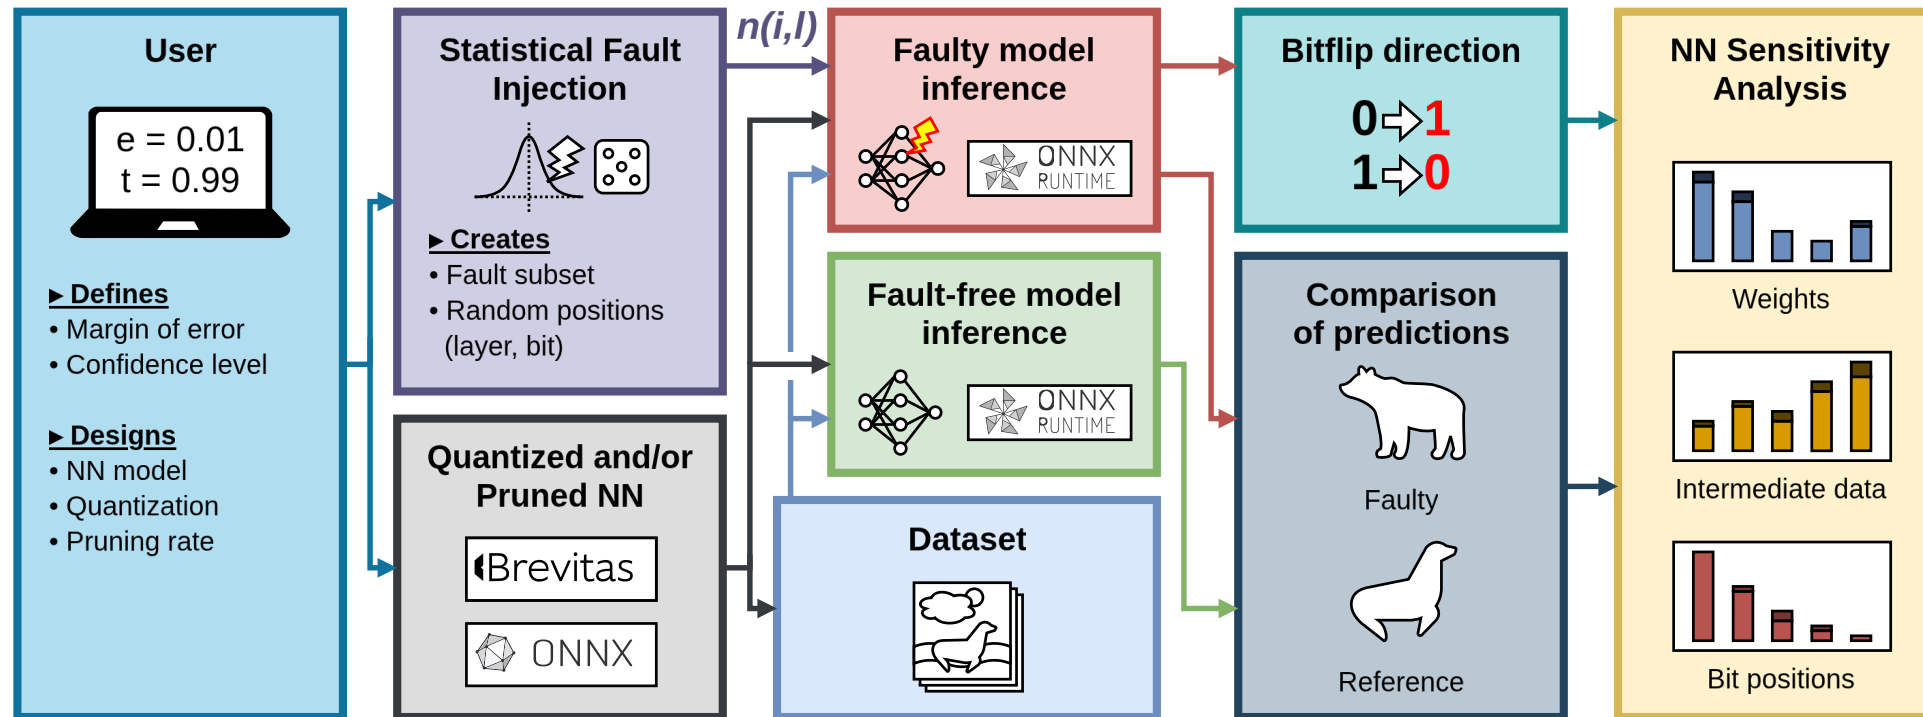 User
e = 0.01
t = 0.99
▸ Defines
• Margin of error
• Confidence level
▸ Designs
• NN model
• Quantization
• Pruning rate
Statistical Fault
Injection
▸ Creates
• Fault subset
• Random positions
(layer, bit)
Quantized and/or
Pruned NN
Brevitas
ONNX
n(i,l)
Faulty model
inference
ONNX
RUNTIME
Fault-free model
inference
ONNX
RUNTIME
Dataset
Bitflip direction
0 1
1 0
Comparison
of predictions
Faulty
Reference
NN Sensitivity
Analysis
Weights
Intermediate data
Bit positions